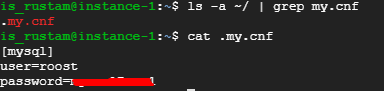 is_rustam@instance-1:~$ ls -a ~/ | grep my.cnf
.my.cnf
is_rustam@instance-1:~$ cat .my.cnf
[mysql]
user=roost
password=